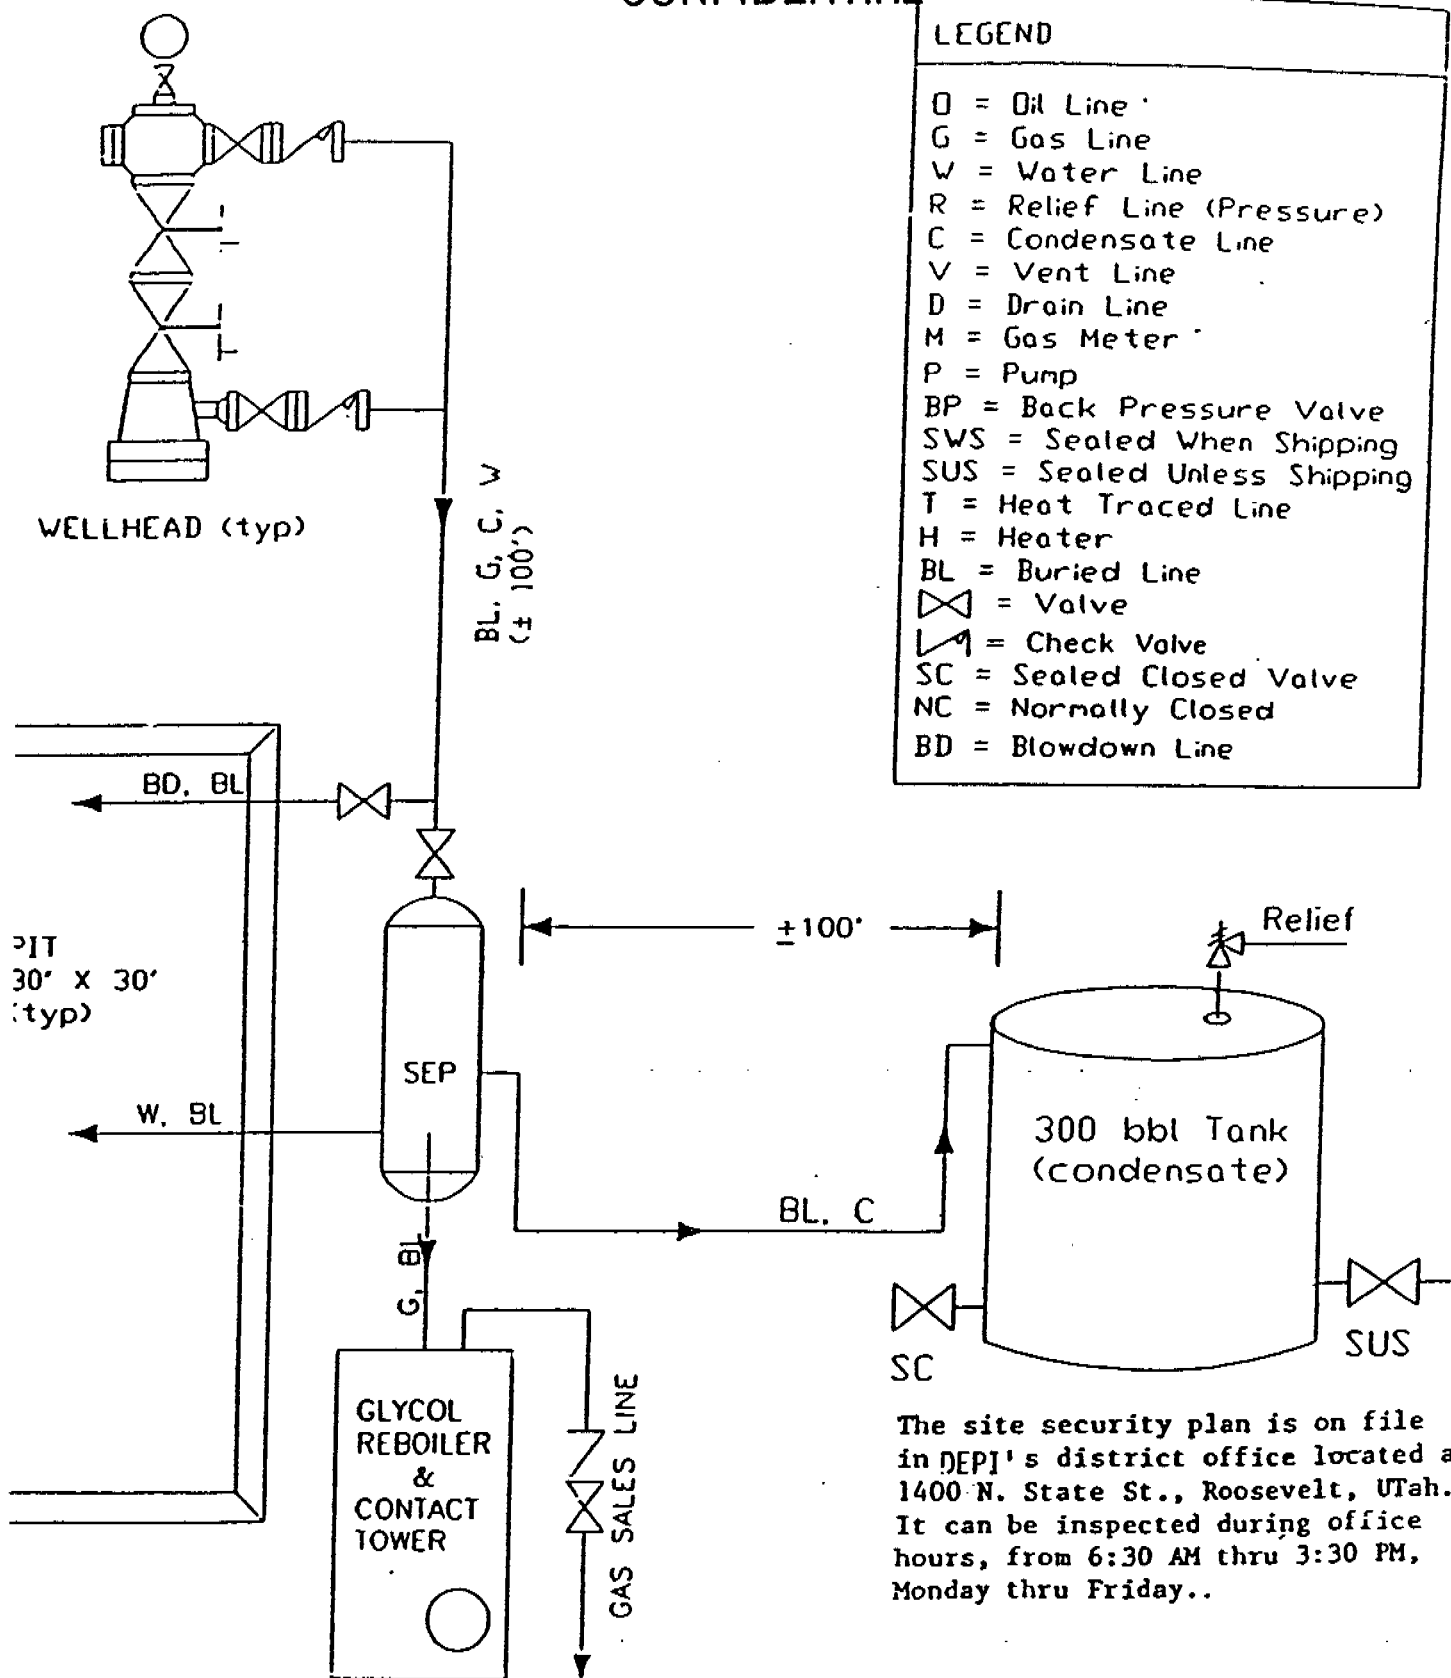 LEGEND
O = Oil Line
G = Gas Line
W = Water Line
R = Relief Line (Pressure)
C = Condensate Line
V = Vent Line
D = Drain Line
M = Gas Meter
P = Pump
BP = Back Pressure Valve
SWS = Sealed When Shipping
SUS = Sealed Unless Shipping
T = Heat Traced Line
H = Heater
BL = Buried Line
= Valve
= Check Valve
SC = Sealed Closed Valve
NC = Normally Closed
BD = Blowdown Line
WELLHEAD (typ)
BL, G, C, W
(± 100')
BD, BL
PIT
30' X 30'
(typ)
±100'
Relief
SEP
W, BL
300 bbl Tank
(condensate)
BL, C
G, BL
SC
SUS
GLYCOL
REBOILER
&
CONTACT
TOWER
GAS SALES LINE
The site security plan is on file
in DEPI's district office located a
1400 N. State St., Roosevelt, UTah.
It can be inspected during office
hours, from 6:30 AM thru 3:30 PM,
Monday thru Friday..